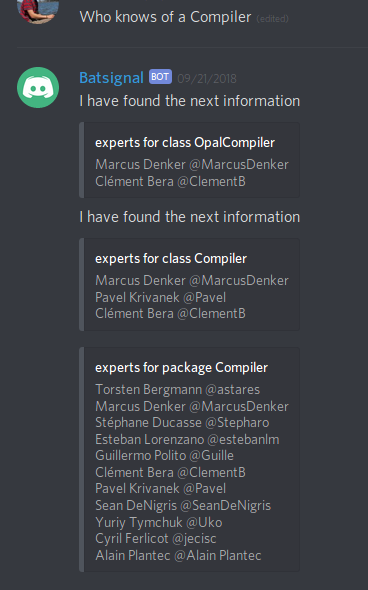 Who knows of a Compiler (edited)
Batsignal BOT 09/21/2018
I have found the next information
experts for class OpalCompiler
Marcus Denker @MarcusDenker
Clément Bera @ClementB
I have found the next information
experts for class Compiler
Marcus Denker @MarcusDenker
Pavel Krivanek @Pavel
Clément Bera @ClementB
experts for package Compiler
Torsten Bergmann @astares
Marcus Denker @MarcusDenker
Stéphane Ducasse @Stepharo
Esteban Lorenzano @estebanlm
Guillermo Polito @Guille
Clément Bera @ClementB
Pavel Krivanek @Pavel
Sean DeNigris @SeanDeNigris
Yuriy Tymchuk @Uko
Cyril Ferlicot @jecisc
Alain Plantec @Alain Plantec